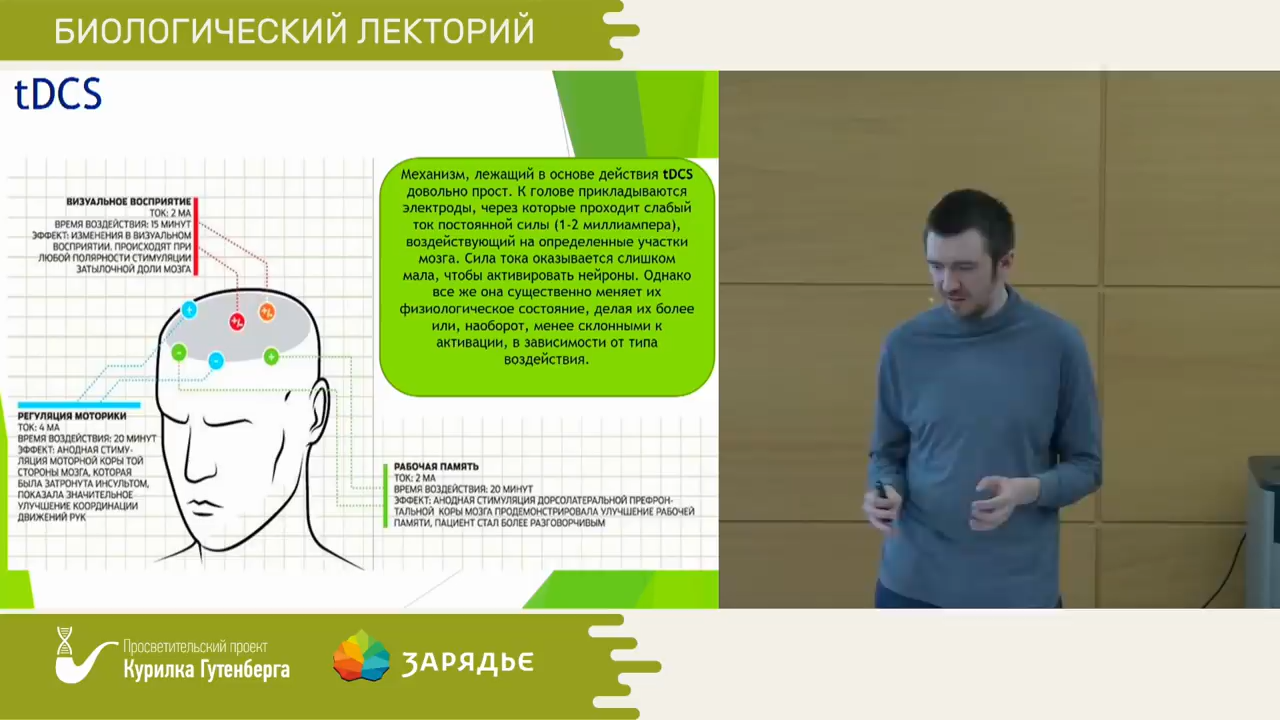 БИОЛОГИЧЕСКИЙ ЛЕКТОРИЙ
tDCS
ВИЗУАЛЬНОЕ ВОСПРИЯТИЕ
ТОК: 2 МА
ВРЕМЯ ВОЗДЕЙСТВИЯ: 15 МИНУТ
ЭФФЕКТ: ИЗМЕНЕНИЯ В ВИЗУАЛЬНОМ
ВОСПРИЯТИИ. ПРОИСХОДЯТ ПРИ
ЛЮБОЙ ПОЛЯРНОСТИ СТИМУЛЯЦИИ
ЗАТЫЛОЧНОЙ ДОЛИ МОЗГА
Механизм, лежащий в основе действия tDCS
довольно прост. К голове прикладываются
электроды, через которые проходит слабый
ток постоянной силы (1-2 миллиампера),
воздействующий на определенные участки
мозга. Сила тока оказывается слишком
мала, чтобы активировать нейроны. Однако
все же она существенно меняет их
физиологическое состояние, делая их более
или, наоборот, менее склонными к
активации, в зависимости от типа
воздействия.
РЕГУЛЯЦИЯ МОТОРИКИ
ТОК: 4 МА
ВРЕМЯ ВОЗДЕЙСТВИЯ: 20 МИНУТ
ЭФФЕКТ: АНОДНАЯ СТИМУ-
ЛЯЦИЯ МОТОРНОЙ КОРЫ ТОЙ
СТОРОНЫ МОЗГА, КОТОРАЯ
БЫЛА ЗАТРОНУТА ИНСУЛЬТОМ,
ПОКАЗАЛА ЗНАЧИТЕЛЬНОЕ
УЛУЧШЕНИЕ КООРДИНАЦИИ
ДВИЖЕНИЙ РУК
РАБОЧАЯ ПАМЯТЬ
ТОК: 2 МА
ВРЕМЯ ВОЗДЕЙСТВИЯ: 20 МИНУТ
ЭФФЕКТ: АНОДНАЯ СТИМУЛЯЦИЯ ДОРСОЛАТЕРАЛЬНОЙ ПРЕФРОН-
ТАЛЬНОЙ КОРЫ МОЗГА ПРОДЕМОНСТРИРОВАЛА УЛУЧШЕНИЕ РАБОЧЕЙ
ПАМЯТИ, ПАЦИЕНТ СТАЛ БОЛЕЕ РАЗГОВОРЧИВЫМ
Просветительский проект
Курилка Гутенберга
ЗАРЯДЬЕ